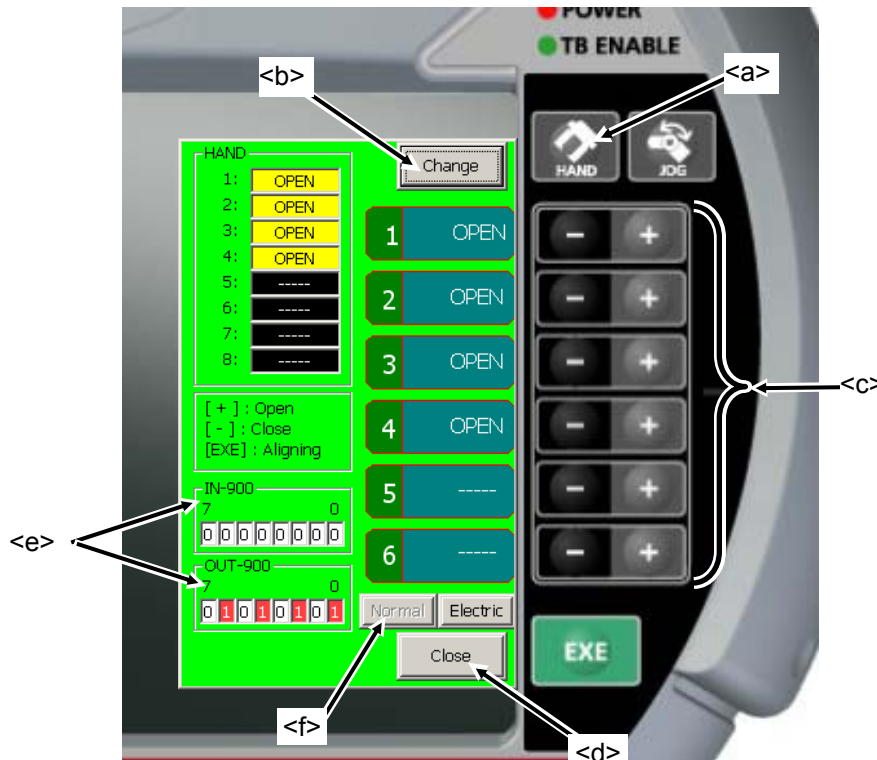 POWER
TB ENABLE
<b>
<a>
HAND
JOG
HAND
1: OPEN
2: OPEN
3: OPEN
4: OPEN
5: -----
6: -----
7: -----
8: -----
Change
1 OPEN
2 OPEN
3 OPEN
4 OPEN
5 -----
6 -----
- +
- +
- +
- +
- +
- +
<c>
[ + ] : Open
[ - ] : Close
[EXE] : Aligning
<e>
IN-900
7 0
0 0 0 0 0 0 0 0
OUT-900
7 0
0 1 0 1 0 1 0 1
Normal Electric
Close
EXE
<f>
<d>